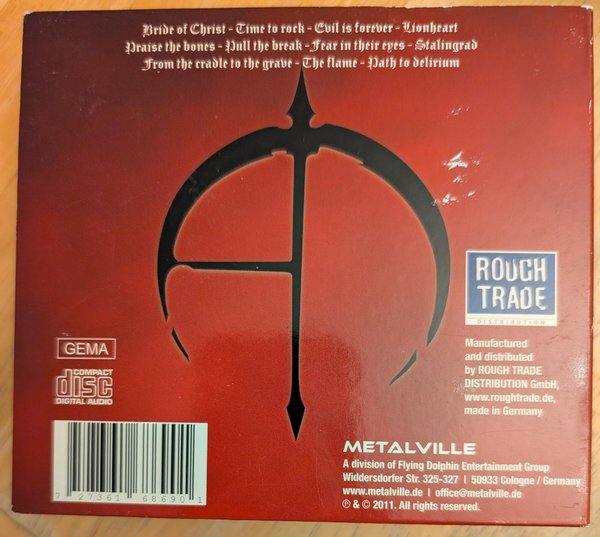 Bride of Christ - Time to rock - Evil is forever - Lionheart
Praise the bones - Pull the break - Fear in their eyes - Stalingrad
From the cradle to the grave - The flame - Path to delirium
ROUGH
TRADE
DISTRIBUTION
Manufactured
and distributed
by ROUGH TRADE
DISTRIBUTION GmbH,
www.roughtrade.de,
made in Germany
GEMA
COMPACT
disc
DIGITAL AUDIO
7 27361 68690 1
METALVILLE
A division of Flying Dolphin Entertainment Group
Widdersdorfer Str. 325-327 | 50933 Cologne / Germany
www.metalville.de | office@metalville.de
℗ & © 2011. All rights reserved.